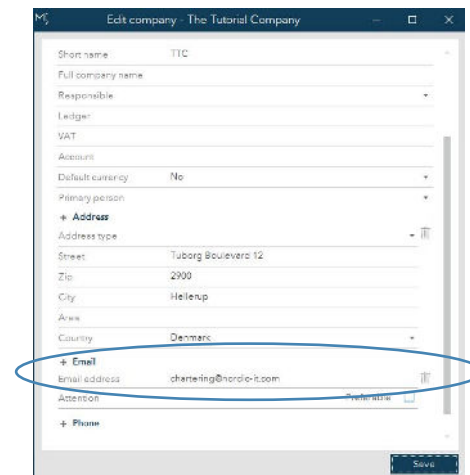 Edit company - The Tutorial Company
Short name TTC
Full company name
Responsible
Ledger
VAT
Account
Default currency No
Primary person
+ Address
Address type
Street Tuborg Boulevard 12
Zip 2900
City Hellerup
Area
Country Denmark
+ Email
Email address chartering@nordic-it.com
Attention Preferable
+ Phone
Save